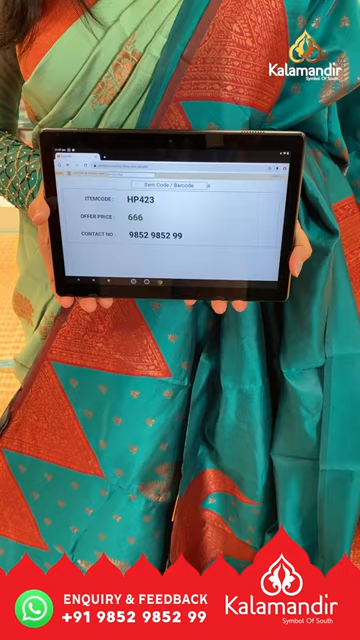 Kalamandir
Symbol Of South
Item Code / Barcode
ITEMCODE : HP423
OFFER PRICE : 666
CONTACT NO : 9852 9852 99
ENQUIRY & FEEDBACK
+91 9852 9852 99
Kalamandir
Symbol Of South